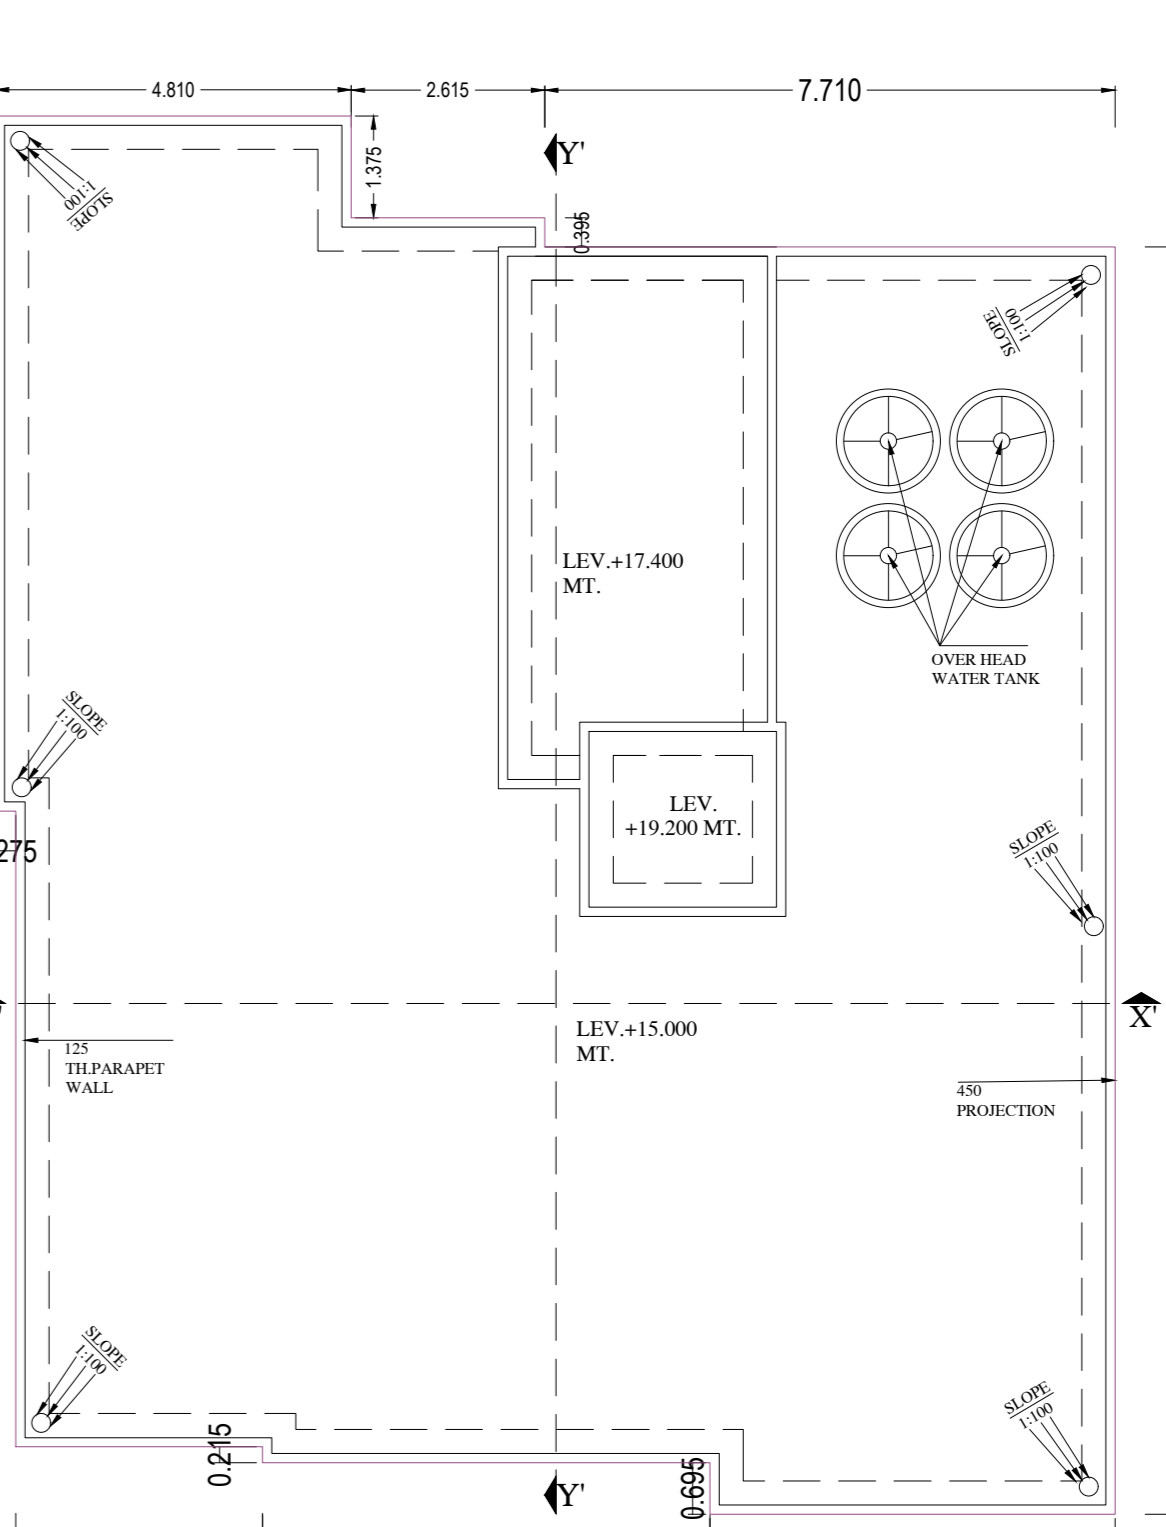 4.810
2.615
7.710
Y'
1.375
0.395
SLOPE
1:100
SLOPE
1:100
LEV.+17.400
MT.
OVER HEAD
WATER TANK
SLOPE
1:100
LEV.
+19.200 MT.
SLOPE
1:100
275
X'
LEV.+15.000
MT.
125
TH.PARAPET
WALL
450
PROJECTION
SLOPE
1:100
SLOPE
1:100
0.215
0.695
Y'